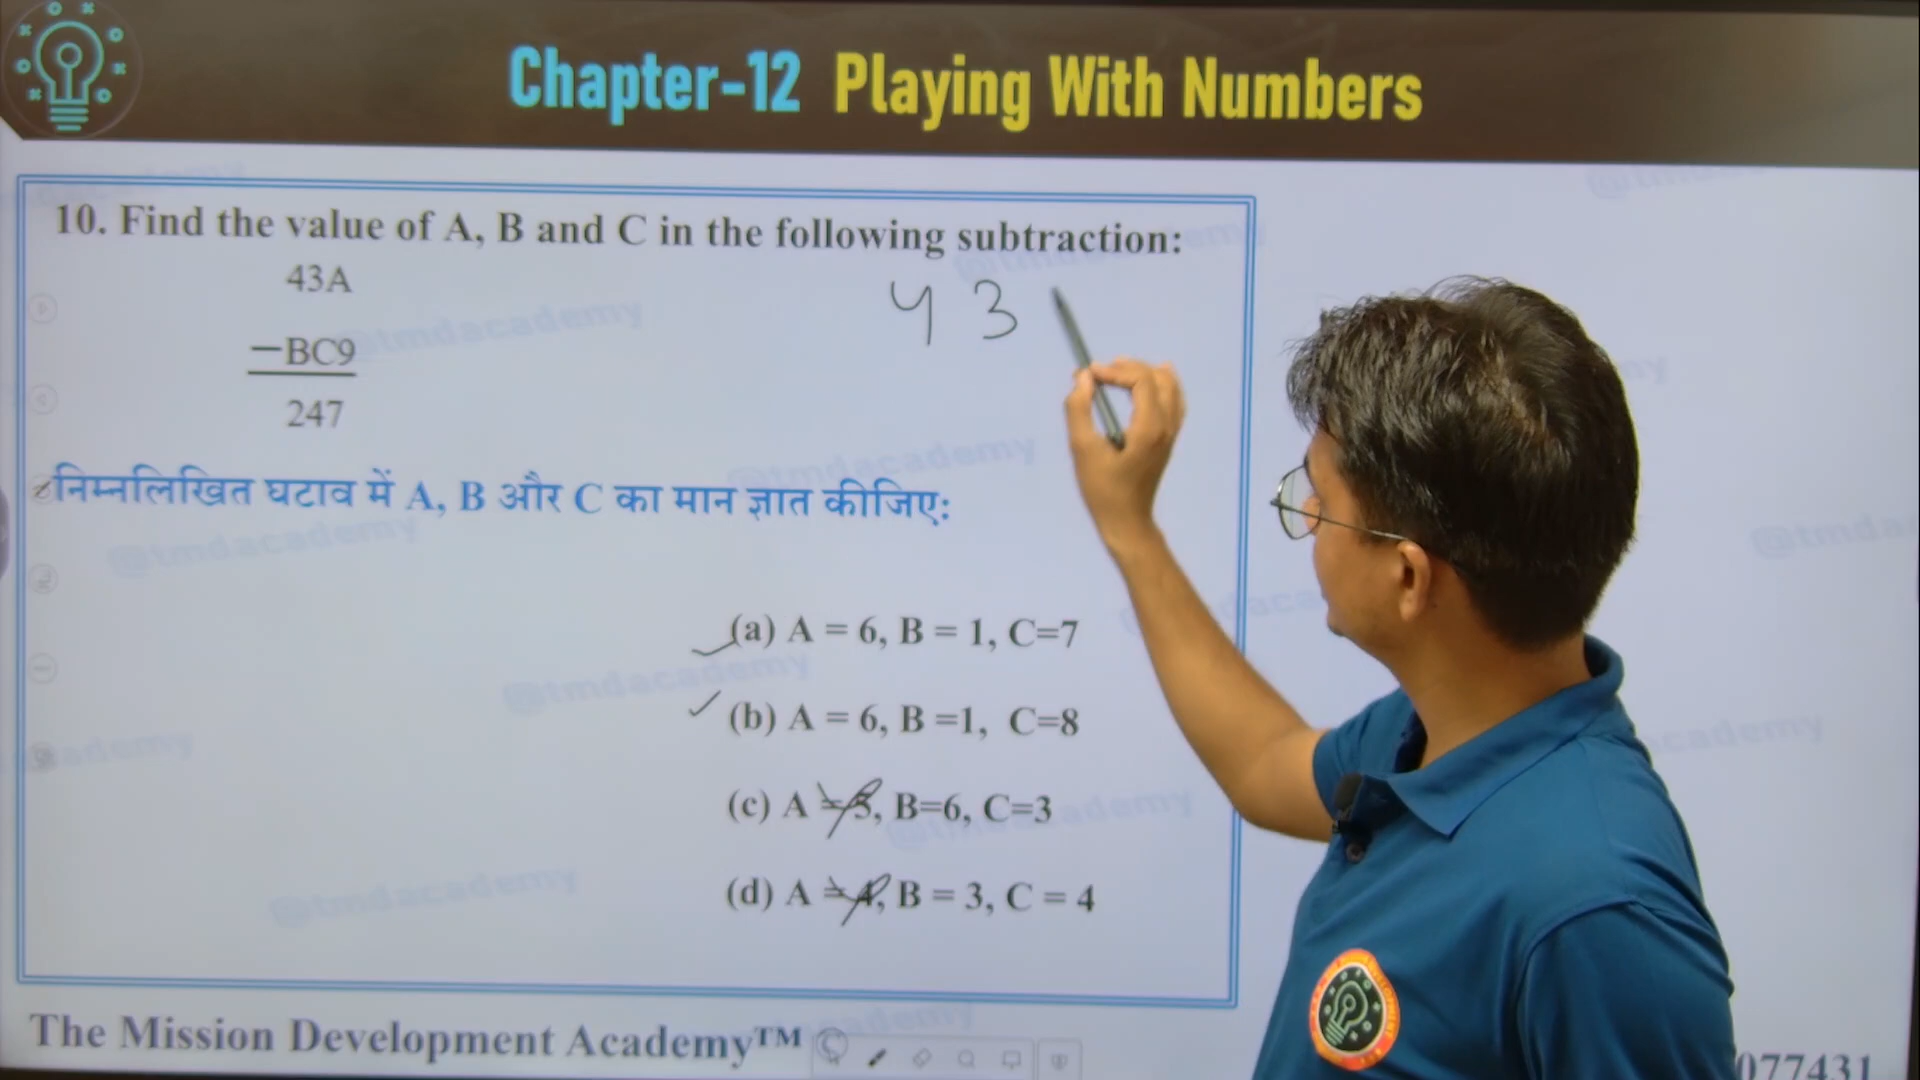 Chapter-12 Playing With Numbers
10. Find the value of A, B and C in the following subtraction:
43A
−BC9
247
4 3
निम्नलिखित घटाव में A, B और C का मान ज्ञात कीजिए:
(a) A = 6, B = 1, C=7
(b) A = 6, B =1, C=8
(c) A = 5, B=6, C=3
(d) A = 4, B = 3, C = 4
The Mission Development Academy™ ©
077431
@tmdacademy